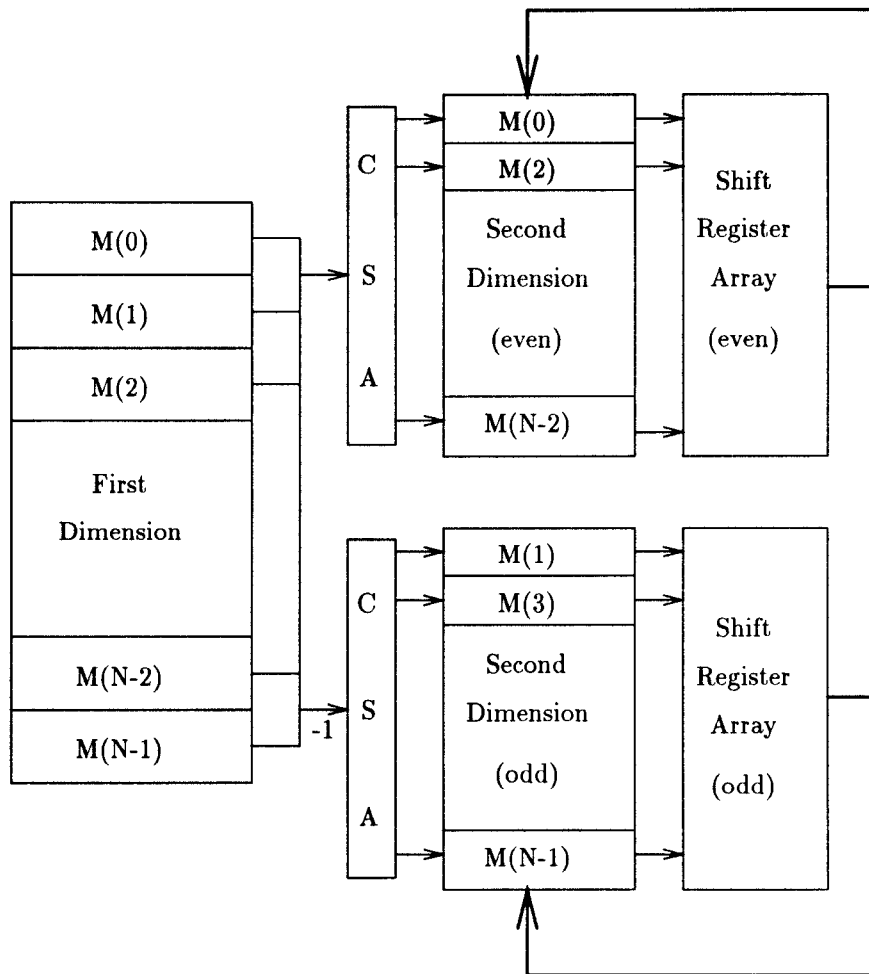 M(0)
M(1)
M(2)
First
Dimension
M(N-2)
M(N-1)
-1
C
S
A
M(0)
M(2)
Second
Dimension
(even)
M(N-2)
Shift
Register
Array
(even)
C
S
A
M(1)
M(3)
Second
Dimension
(odd)
M(N-1)
Shift
Register
Array
(odd)